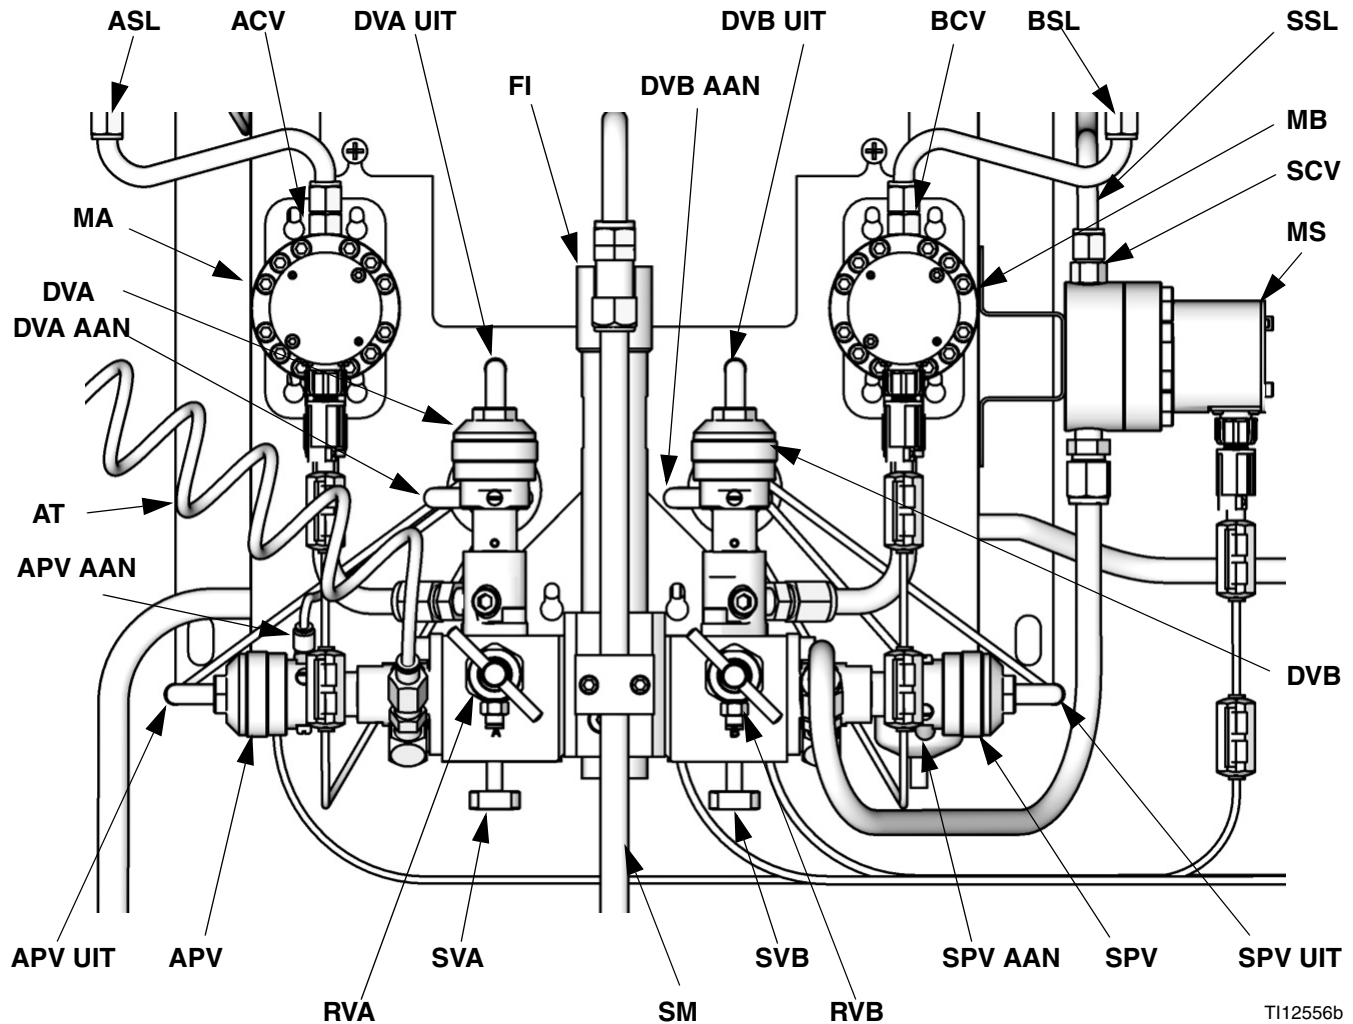 ASL ACV DVA UIT DVB UIT BCV BSL SSL
FI DVB AAN
MB
SCV
MA
MS
DVA
DVA AAN
AT
APV AAN
DVB
A B
APV UIT APV SVA SVB SPV AAN SPV SPV UIT
RVA SM RVB
TI12556b